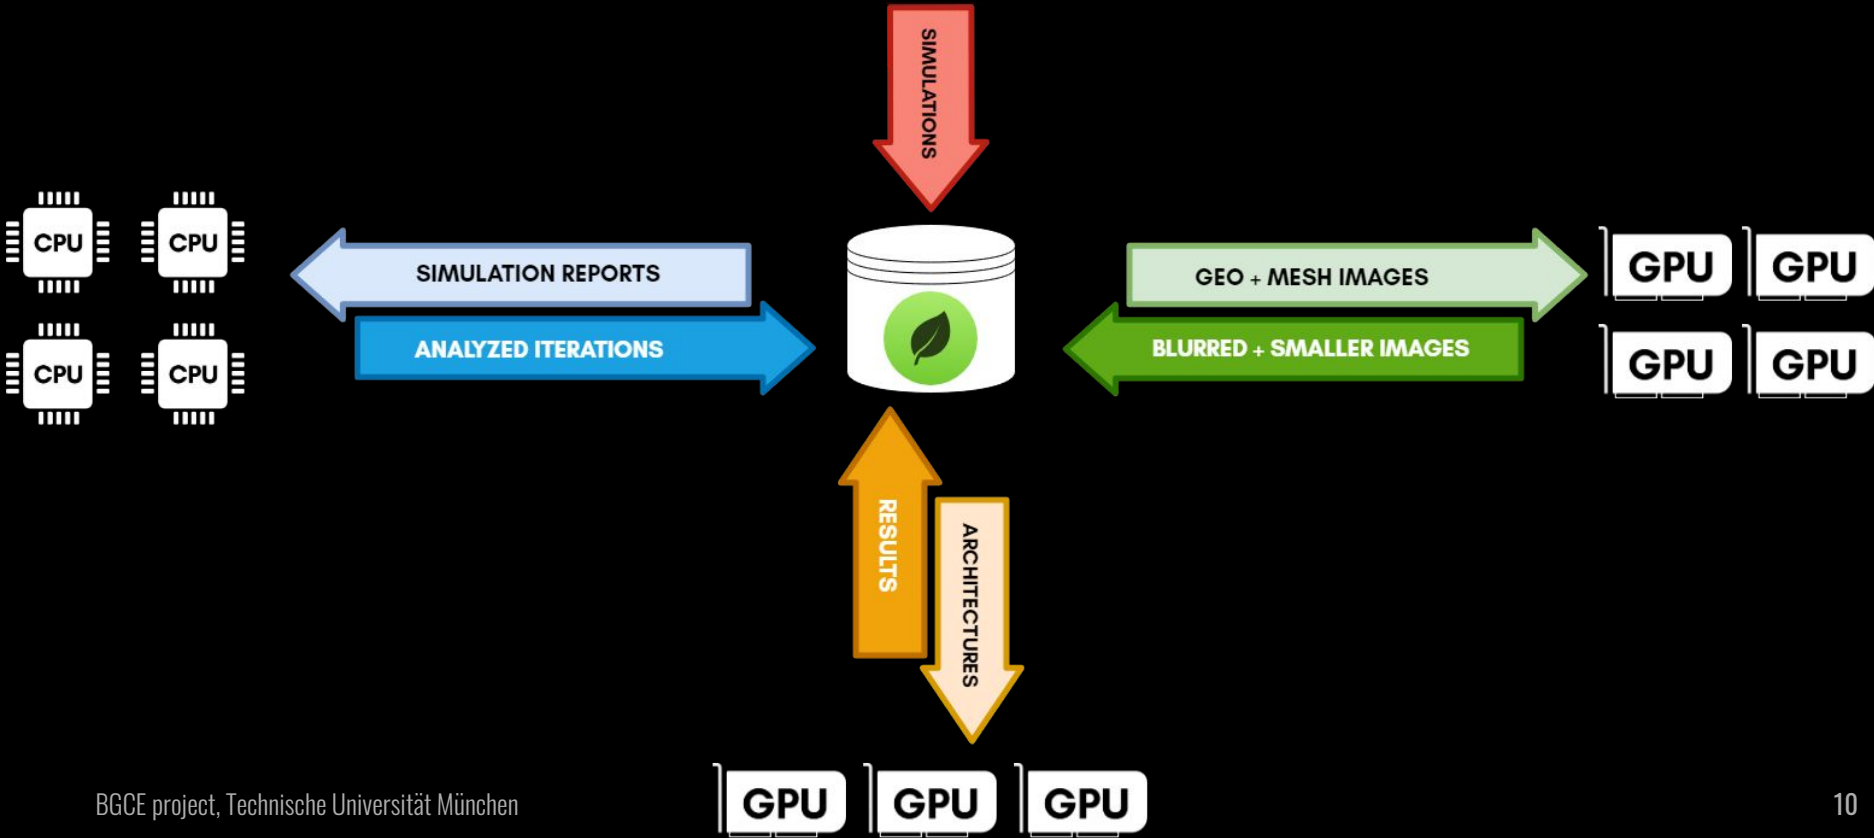 SIMULATIONS
CPU CPU
CPU CPU
SIMULATION REPORTS
ANALYZED ITERATIONS
GEO + MESH IMAGES
BLURRED + SMALLER IMAGES
GPU GPU
GPU GPU
RESULTS
ARCHITECTURES
GPU GPU GPU
BGCE project, Technische Universität München
10